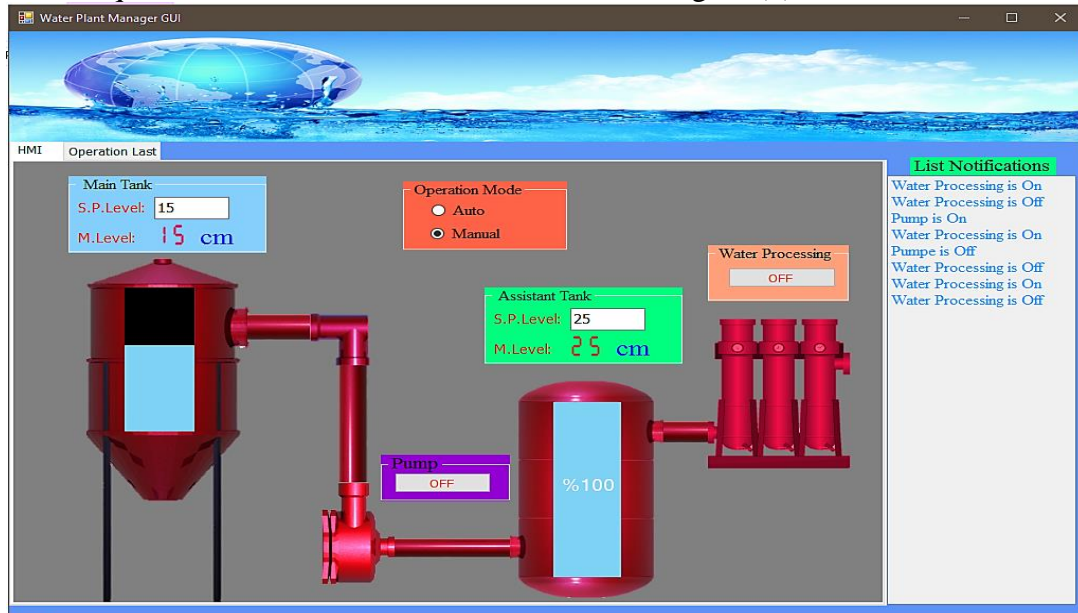 Water Plant Manager GUI
HMI
Operation Last
List Notifications
Water Processing is On
Water Processing is Off
Pump is On
Water Processing is On
Pumpe is Off
Water Processing is Off
Water Processing is On
Water Processing is Off
Main Tank
S.P.Level: 15
M.Level: 15 cm
Operation Mode
Auto
Manual
Water Processing
OFF
Assistant Tank
S.P.Level: 25
M.Level: 25 cm
Pump
OFF
%100